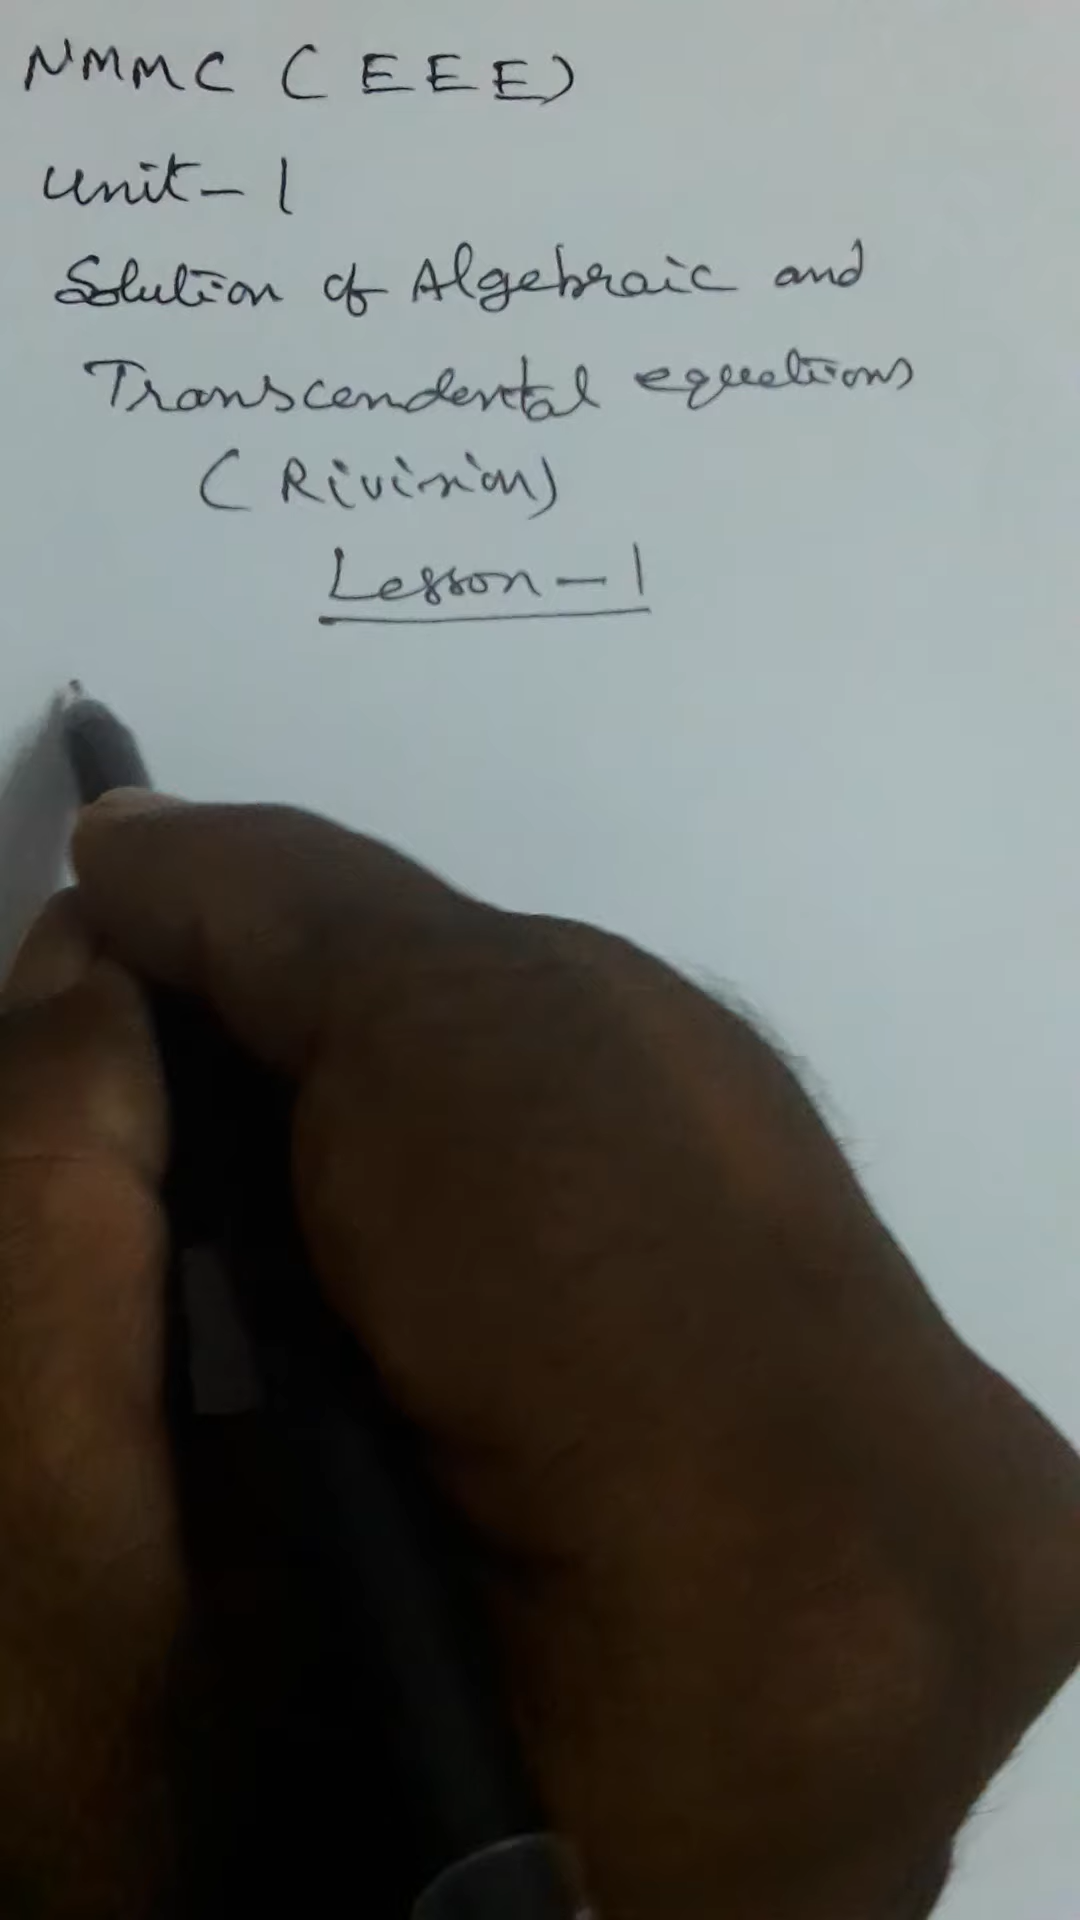 NMMC (EEE)
Unit-1
Solution of Algebraic and
Transcendental equations
(Rivision)
Lesson-1